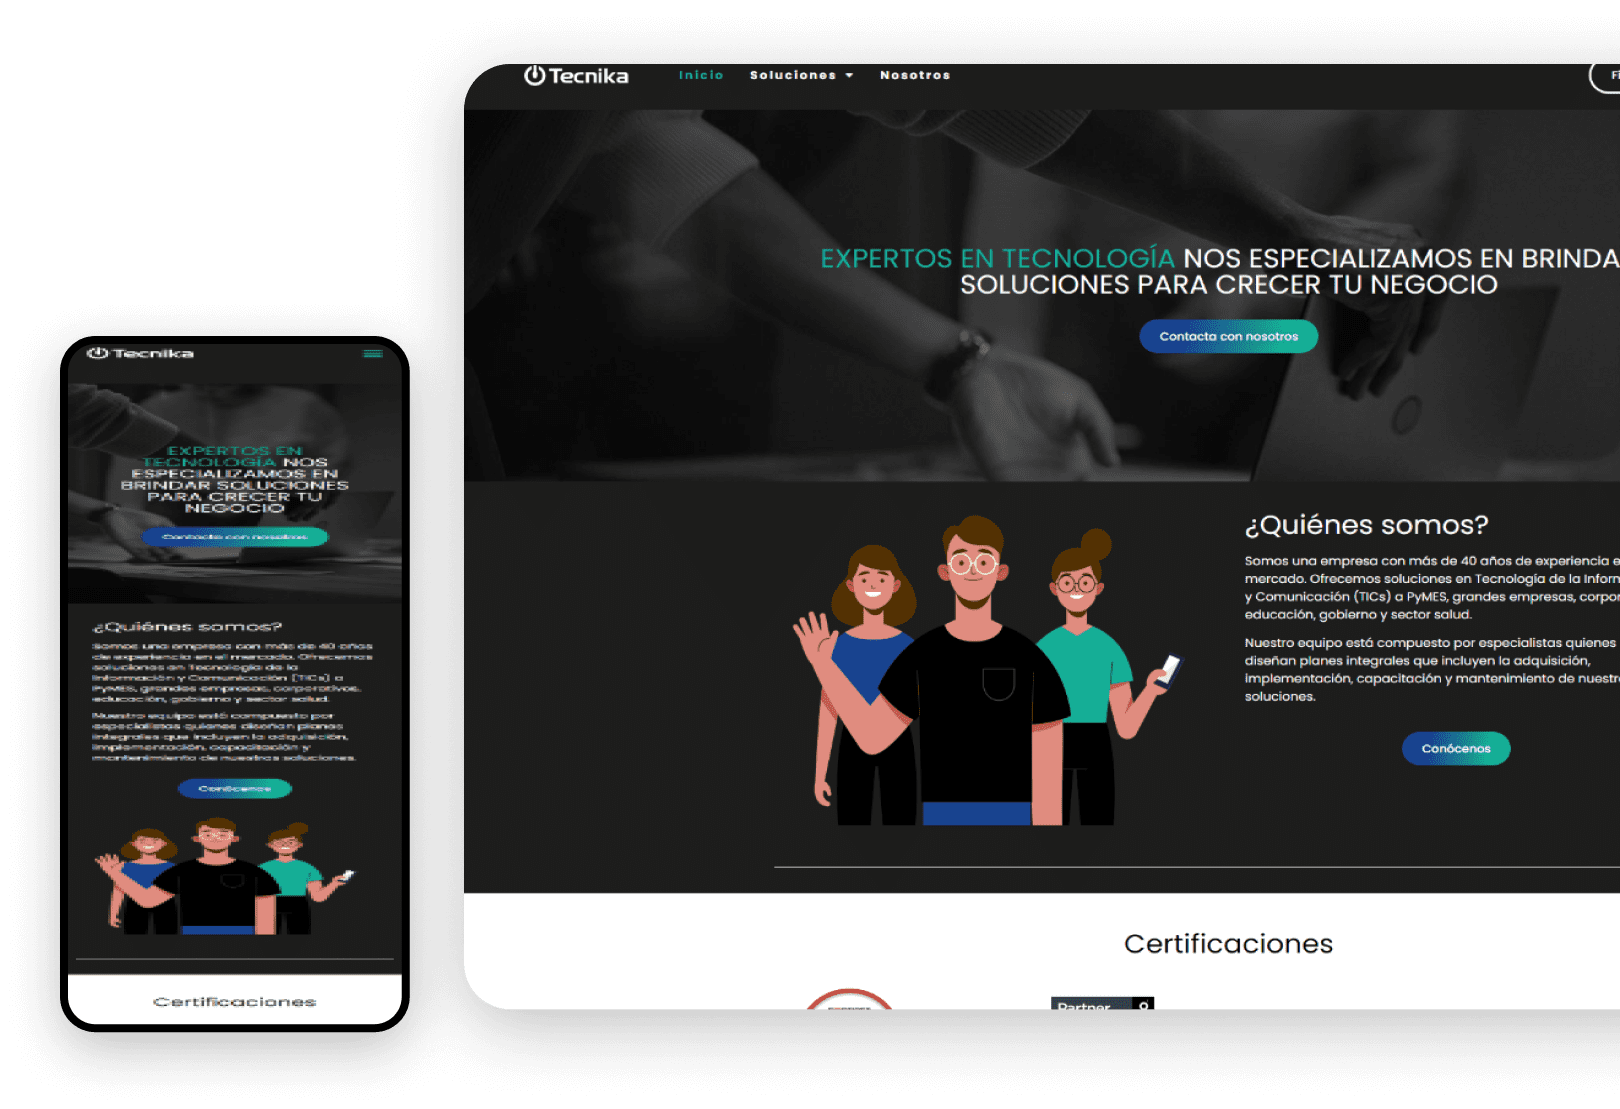 Tecnika
Inicio Soluciones Nosotros
EXPERTOS EN TECNOLOGÍA NOS ESPECIALIZAMOS EN BRINDA
SOLUCIONES PARA CRECER TU NEGOCIO
Contacta con nosotros
¿Quiénes somos?
Somos una empresa con más de 40 años de experiencia e
mercado. Ofrecemos soluciones en Tecnología de la Inform
y Comunicación (TICs) a PyMES, grandes empresas, corpor
educación, gobierno y sector salud.
Nuestro equipo está compuesto por especialistas quienes
diseñan planes integrales que incluyen la adquisición,
implementación, capacitación y mantenimiento de nuestr
soluciones.
Conócenos
Certificaciones
Partner
Tecnika
EXPERTOS EN
TECNOLOGÍA NOS
ESPECIALIZAMOS EN
BRINDAR SOLUCIONES
PARA CRECER TU
NEGOCIO
Contacta con nosotros
¿Quiénes somos?
Somos una empresa con más de 40 años
de experiencia en el mercado. Ofrecemos
soluciones en Tecnología de la
Información y Comunicación (TICs) a
PyMES, grandes empresas, corporativos,
educación, gobierno y sector salud.
Nuestro equipo está compuesto por
especialistas quienes diseñan planes
integrales que incluyen la adquisición,
implementación, capacitación y
mantenimiento de nuestras soluciones.
Conócenos
Certificaciones